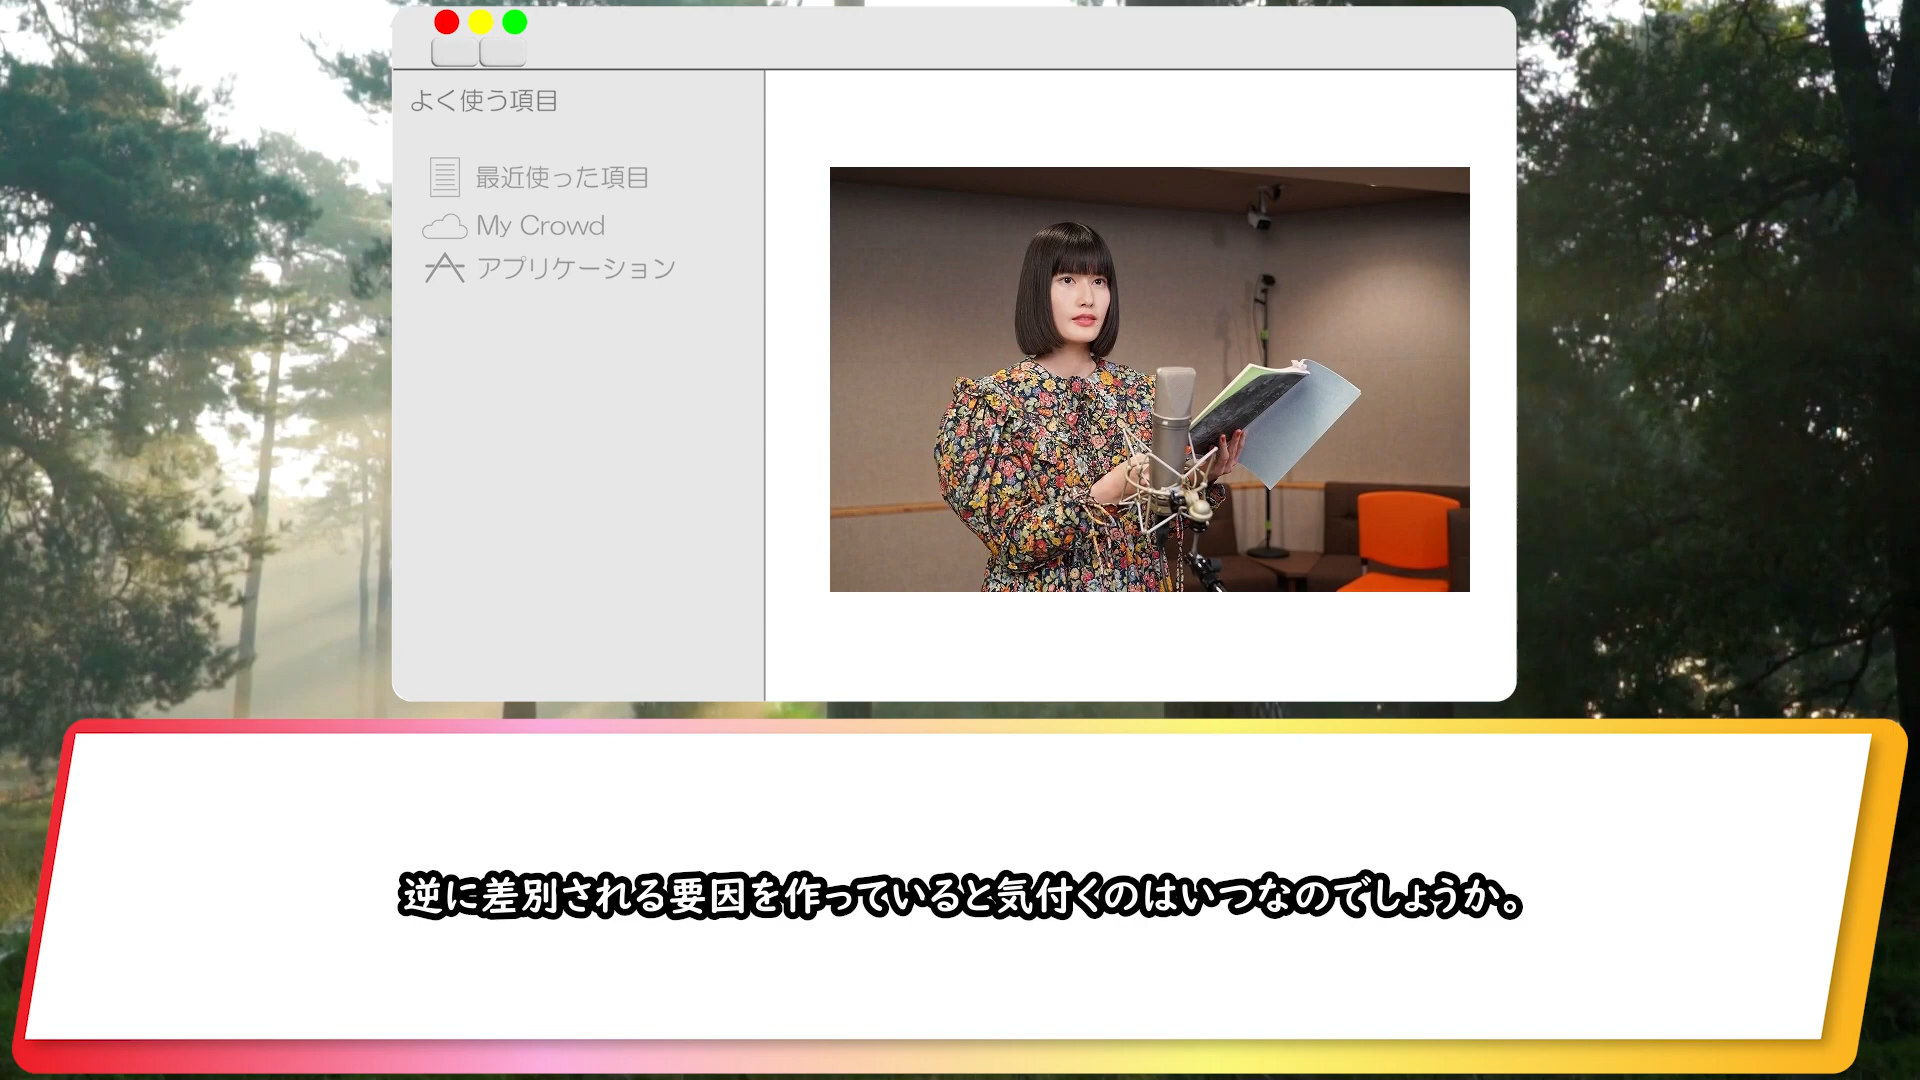 よく使う項目
最近使った項目
My Crowd
アプリケーション
逆に差別される要因を作っていると気付くのはいつなのでしょうか。